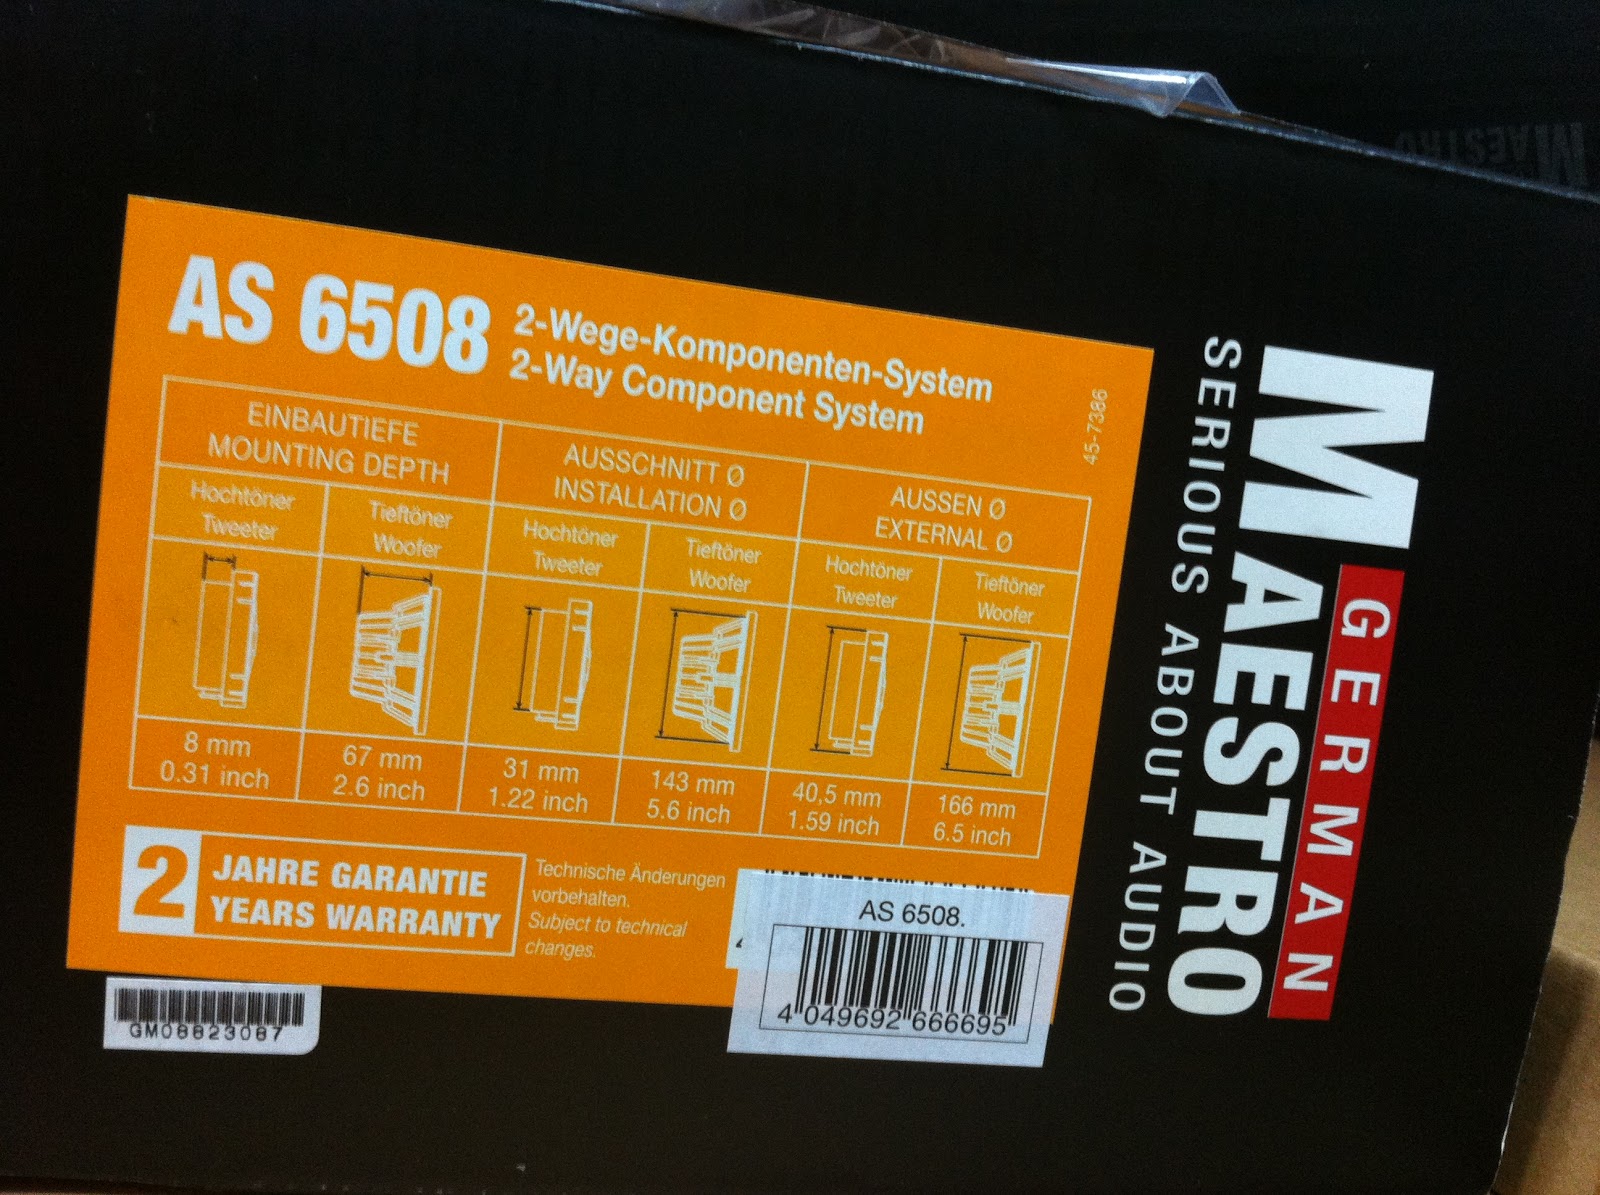 AS 6508
2-Wege-Komponenten-System
2-Way Component System
45-7386
EINBAUTIEFE
MOUNTING DEPTH
AUSSCHNITT Ø
INSTALLATION Ø
AUSSEN Ø
EXTERNAL Ø
Hochtöner
Tweeter
Tieftöner
Woofer
Hochtöner
Tweeter
Tieftöner
Woofer
Hochtöner
Tweeter
Tieftöner
Woofer
8 mm
0.31 inch
67 mm
2.6 inch
31 mm
1.22 inch
143 mm
5.6 inch
40,5 mm
1.59 inch
166 mm
6.5 inch
2 JAHRE GARANTIE
YEARS WARRANTY
Technische Änderungen
vorbehalten.
Subject to technical
changes.
AS 6508.
4 049692 666695
GM08823087
GERMAN
MAESTRO
SERIOUS ABOUT AUDIO
MAESTRO